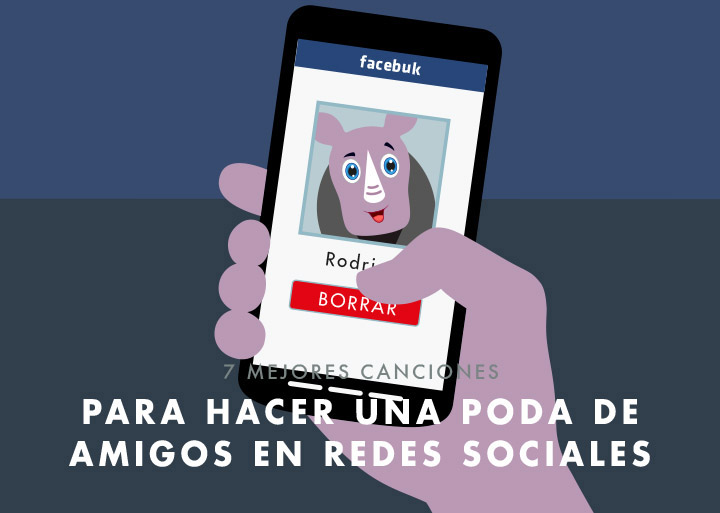 facebuk
Rodri
BORRAR
7 MEJORES CANCIONES
PARA HACER UNA PODA DE
AMIGOS EN REDES SOCIALES